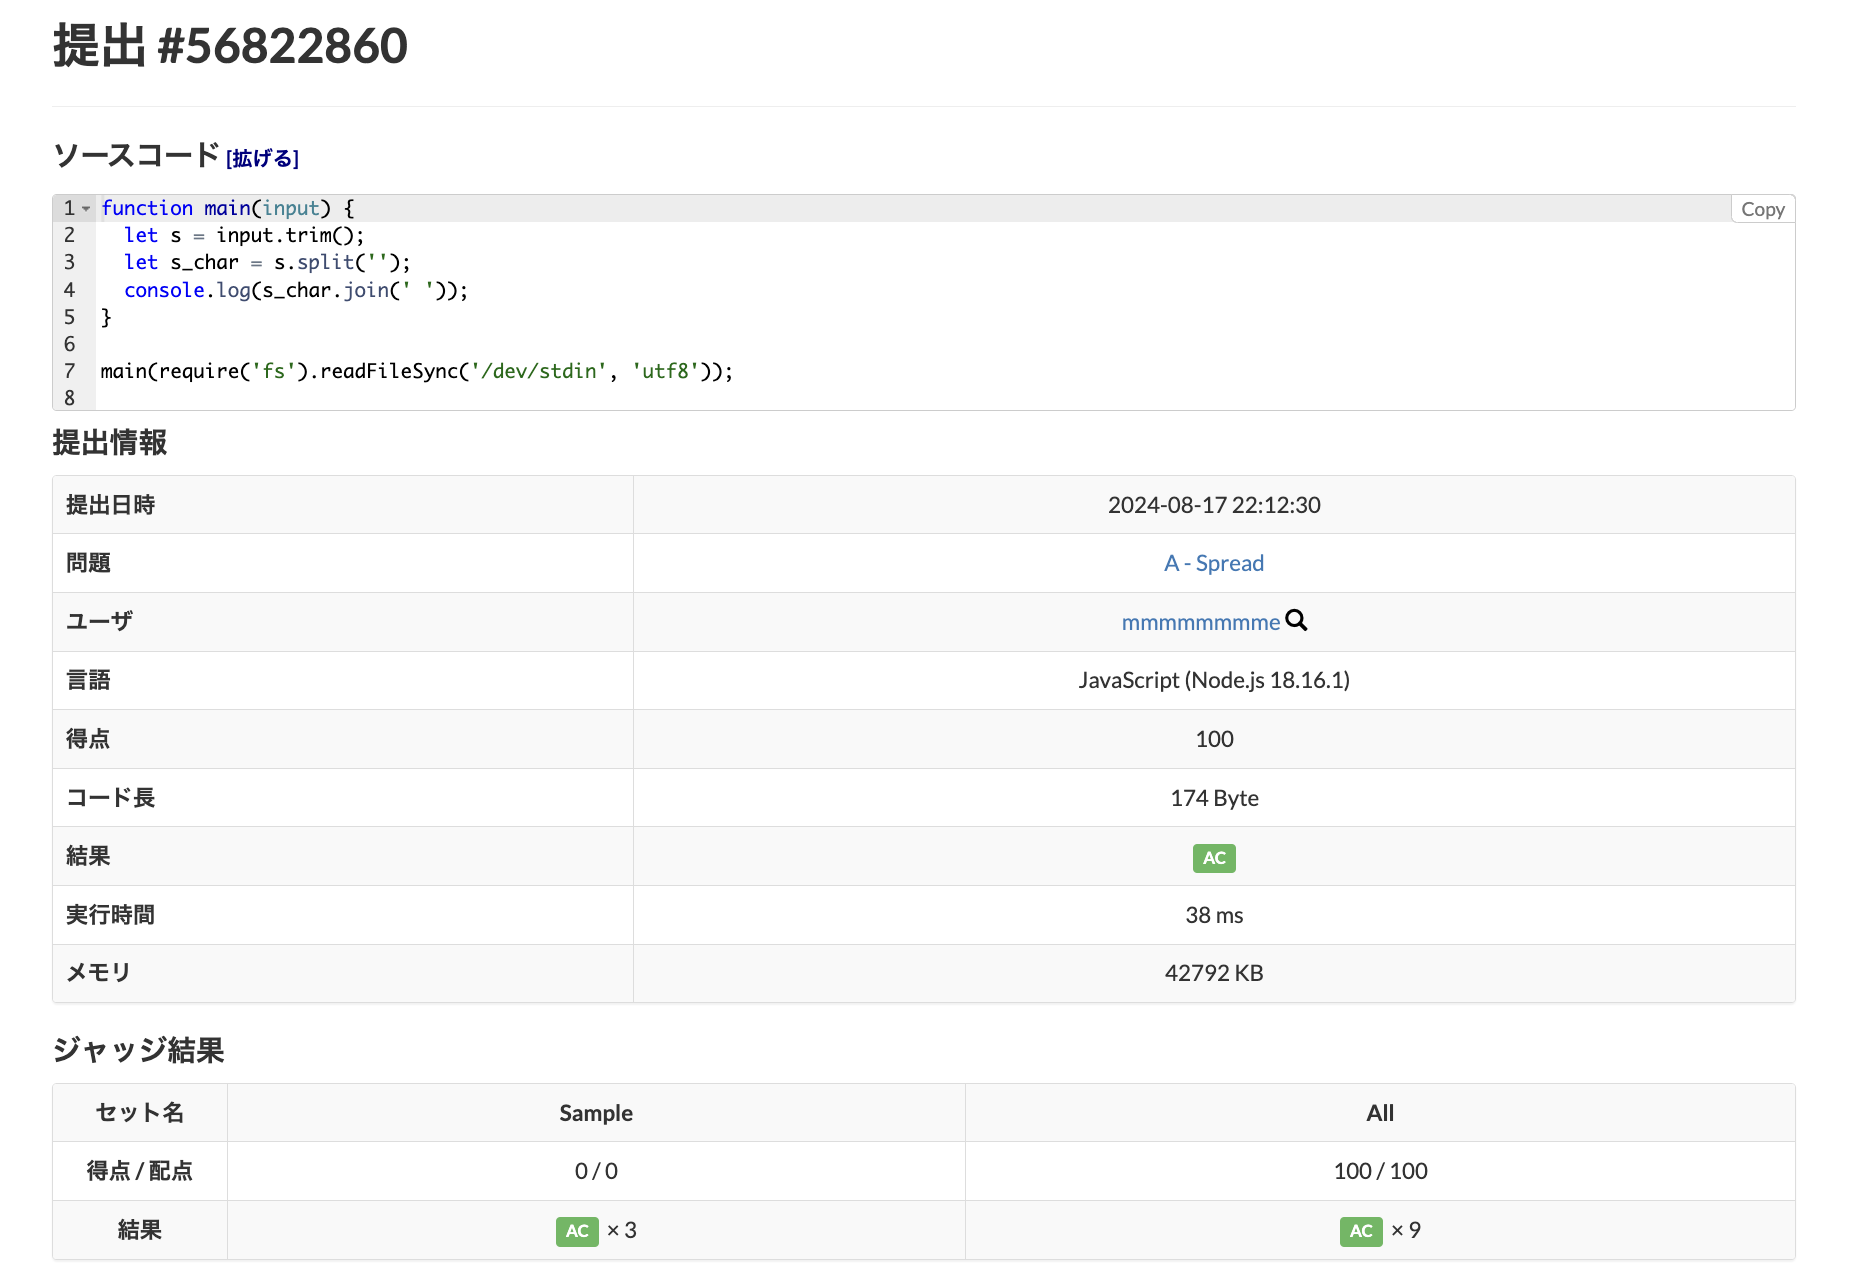 提出 #56822860
ソースコード [拡げる]
Copy
1 function main(input) {
2   let s = input.trim();
3   let s_char = s.split('');
4   console.log(s_char.join(' '));
5 }
6
7 main(require('fs').readFileSync('/dev/stdin', 'utf8'));
8
提出情報
提出日時 2024-08-17 22:12:30
問題 A - Spread
ユーザ mmmmmmmmme
言語 JavaScript (Node.js 18.16.1)
得点 100
コード長 174 Byte
結果 AC
実行時間 38 ms
メモリ 42792 KB
ジャッジ結果
セット名 Sample All
得点 / 配点 0 / 0 100 / 100
結果 AC × 3 AC × 9